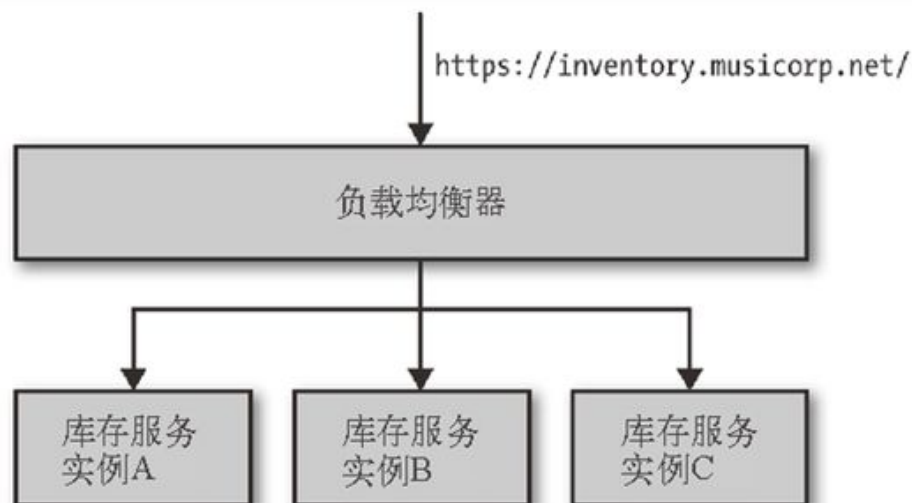 https://inventory.musicorp.net/
负载均衡器
库存服务
实例A
库存服务
实例B
库存服务
实例C